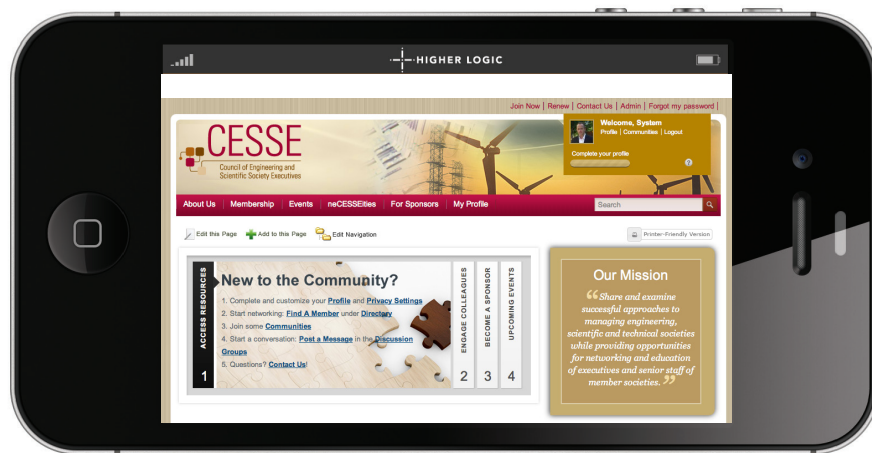 HIGHER LOGIC
Join Now | Renew | Contact Us | Admin | Forgot my password |
Welcome, System
Profile | Communities | Logout
Complete your profile
?
CESSE
Council of Engineering and
Scientific Society Executives
About Us | Membership | Events | neCESSEities | For Sponsors | My Profile
Search
Edit this Page
Add to this Page
Edit Navigation
Printer-Friendly Version
ACCESS RESOURCES
1
New to the Community?
1. Complete and customize your Profile and Privacy Settings
2. Start networking: Find A Member under Directory
3. Join some Communities
4. Start a conversation: Post a Message in the Discussion
Groups
5. Questions? Contact Us!
ENGAGE COLLEAGUES
2
BECOME A SPONSOR
3
UPCOMING EVENTS
4
Our Mission
“Share and examine
successful approaches to
managing engineering,
scientific and technical societies
while providing opportunities
for networking and education
of executives and senior staff of
member societies. ”